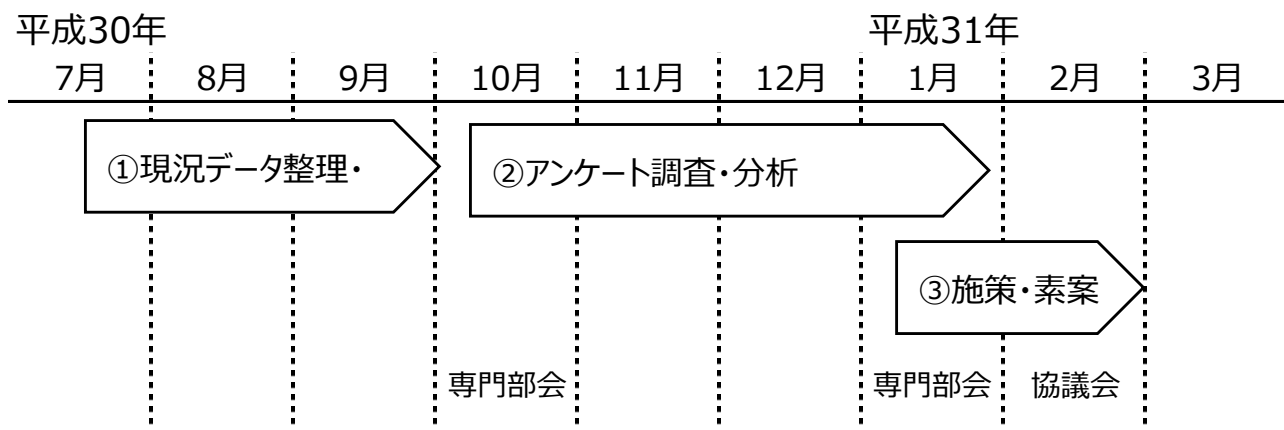 平成30年 平成31年
7月 8月 9月 10月 11月 12月 1月 2月 3月
①現況データ整理・ ②アンケート調査・分析
③施策・素案
専門部会 専門部会 協議会